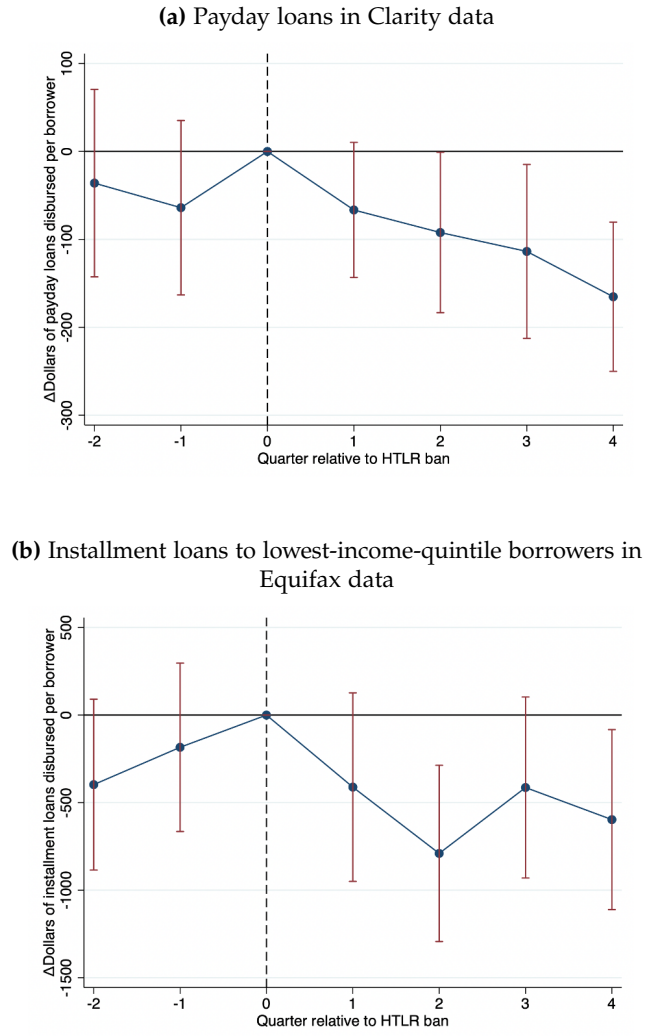 (a) Payday loans in Clarity data
ΔDollars of payday loans disbursed per borrower
100
0
-100
-200
-300
-2 -1 0 1 2 3 4
Quarter relative to HTLR ban
(b) Installment loans to lowest-income-quintile borrowers in
Equifax data
ΔDollars of installment loans disbursed per borrower
500
0
-500
-1000
-1500
-2 -1 0 1 2 3 4
Quarter relative to HTLR ban